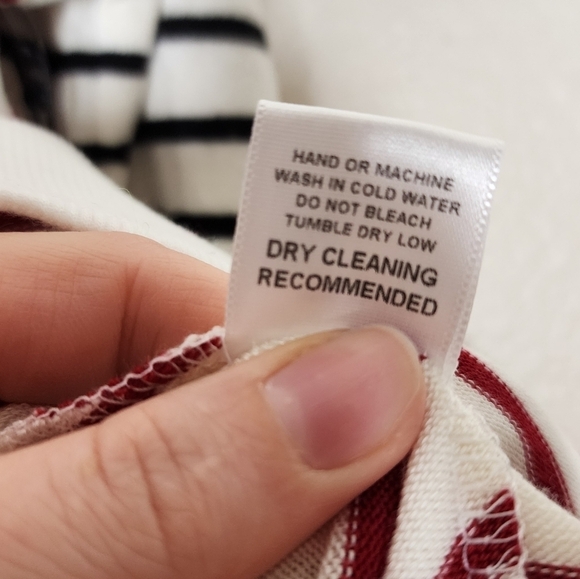 HAND OR MACHINE
WASH IN COLD WATER
DO NOT BLEACH
TUMBLE DRY LOW
DRY CLEANING
RECOMMENDED